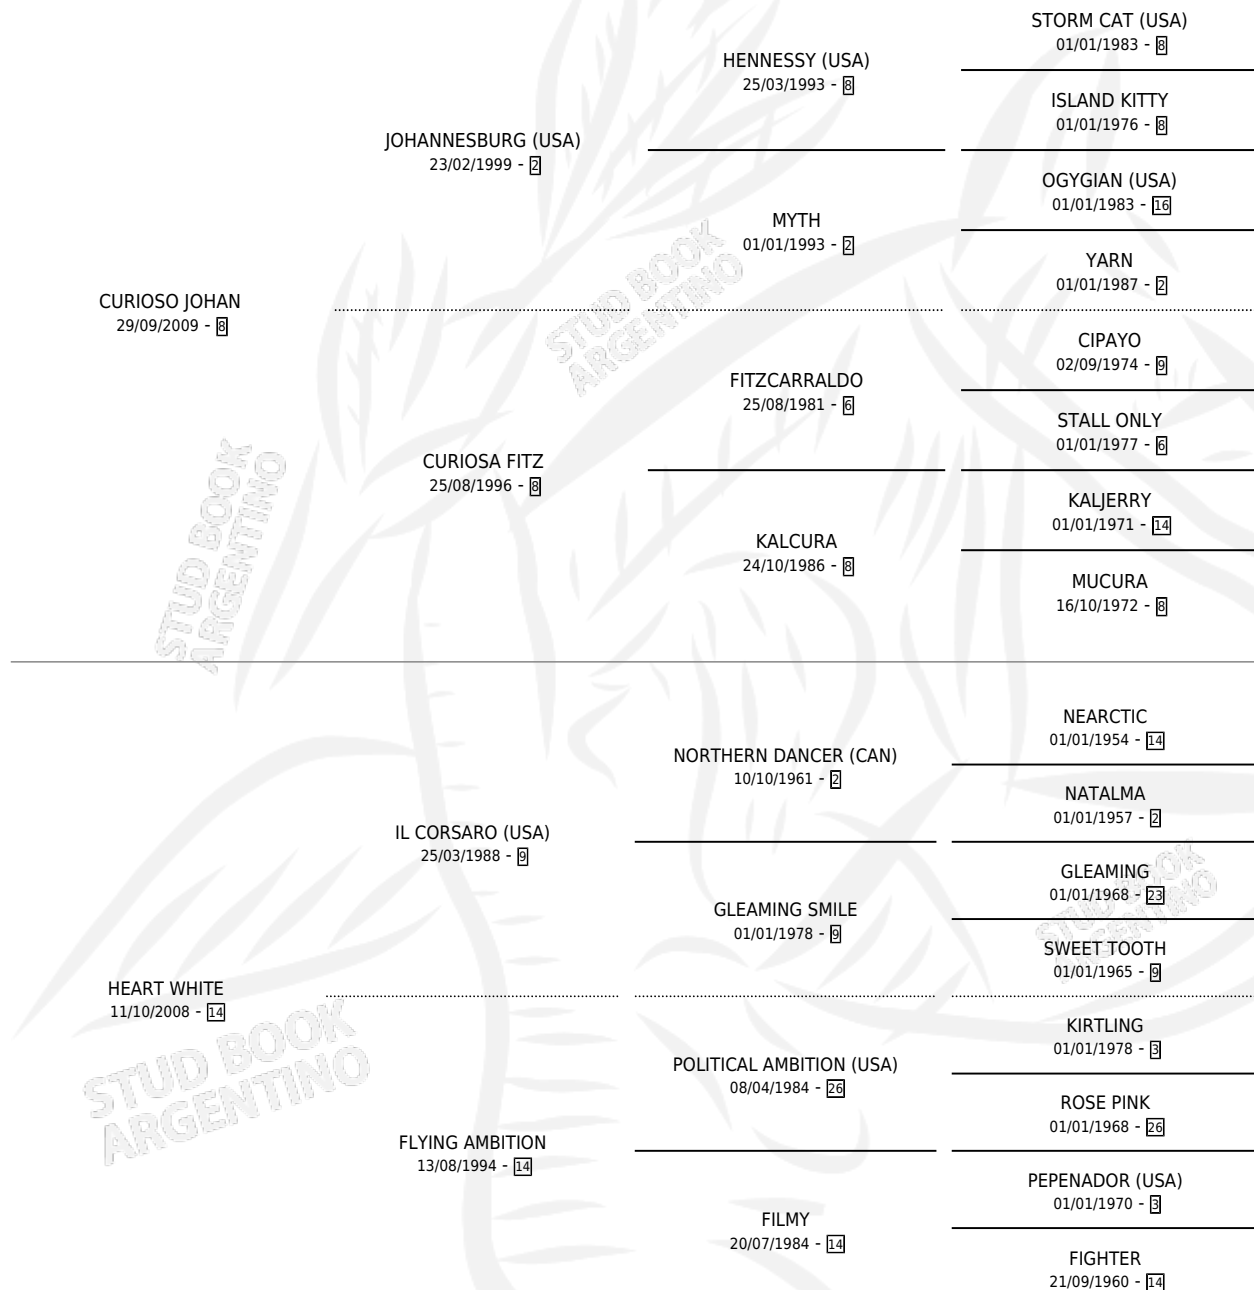 STORM CAT (USA)
01/01/1983 - 8
HENNESSY (USA)
25/03/1993 - 8
ISLAND KITTY
01/01/1976 - 8
JOHANNESBURG (USA)
23/02/1999 - 2
OGYGIAN (USA)
01/01/1983 - 16
MYTH
01/01/1993 - 2
YARN
01/01/1987 - 2
CURIOSO JOHAN
29/09/2009 - 8
CIPAYO
02/09/1974 - 9
FITZCARRALDO
25/08/1981 - 6
STALL ONLY
01/01/1977 - 6
CURIOSA FITZ
25/08/1996 - 8
KALJERRY
01/01/1971 - 14
KALCURA
24/10/1986 - 8
MUCURA
16/10/1972 - 8
NEARCTIC
01/01/1954 - 14
NORTHERN DANCER (CAN)
10/10/1961 - 2
NATALMA
01/01/1957 - 2
IL CORSARO (USA)
25/03/1988 - 9
GLEAMING
01/01/1968 - 23
GLEAMING SMILE
01/01/1978 - 9
SWEET TOOTH
01/01/1965 - 9
HEART WHITE
11/10/2008 - 14
KIRTLING
01/01/1978 - 3
POLITICAL AMBITION (USA)
08/04/1984 - 26
ROSE PINK
01/01/1968 - 26
FLYING AMBITION
13/08/1994 - 14
PEPENADOR (USA)
01/01/1970 - 3
FILMY
20/07/1984 - 14
FIGHTER
21/09/1960 - 14
STUD BOOK
ARGENTINO
STUD BOOK
ARGENTINO
STUD BOOK
ARGENTINO
STUD BOOK
ARGENTINO